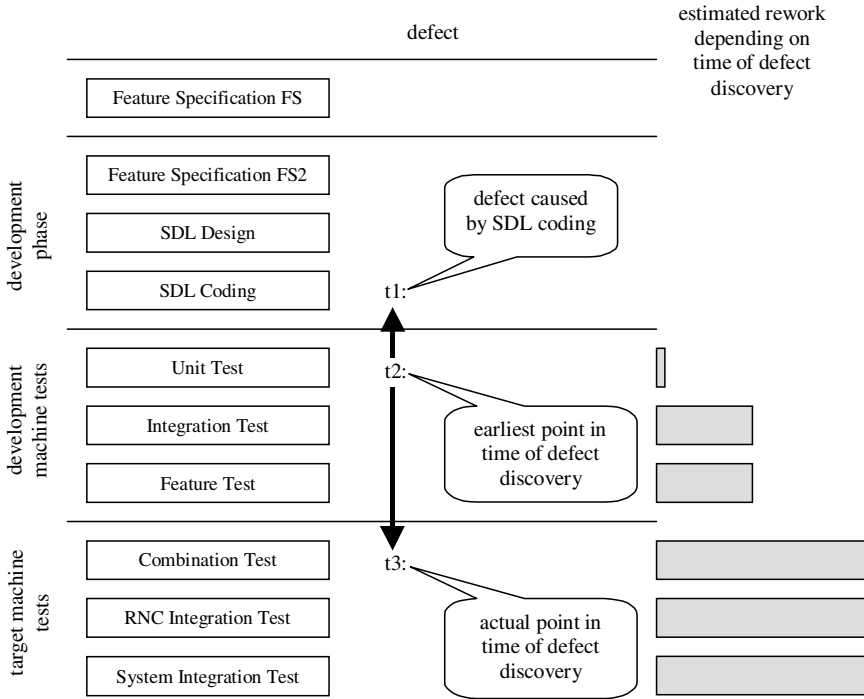 defect
estimated rework
depending on
time of defect
discovery
Feature Specification FS
development
phase
Feature Specification FS2
SDL Design
SDL Coding
defect caused
by SDL coding
t1:
development
machine tests
Unit Test
Integration Test
Feature Test
t2:
earliest point in
time of defect
discovery
target machine
tests
Combination Test
RNC Integration Test
System Integration Test
t3:
actual point in
time of defect
discovery